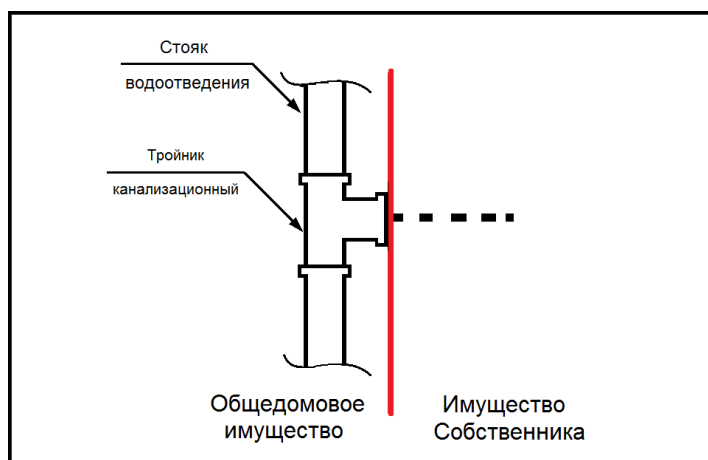 Стояк
водоотведения
Тройник
канализационный
Общедомовое
имущество
Имущество
Собственника